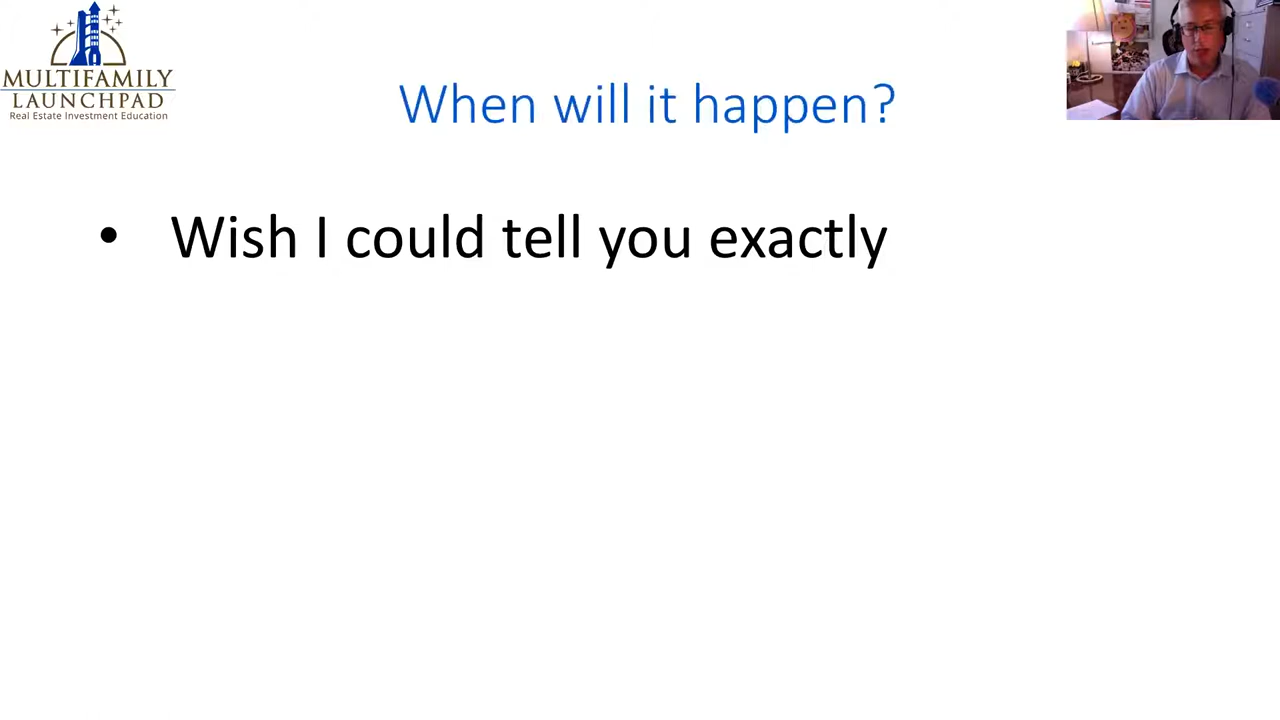 MULTIFAMILY
LAUNCHPAD
Real Estate Investment Education
When will it happen?
• Wish I could tell you exactly